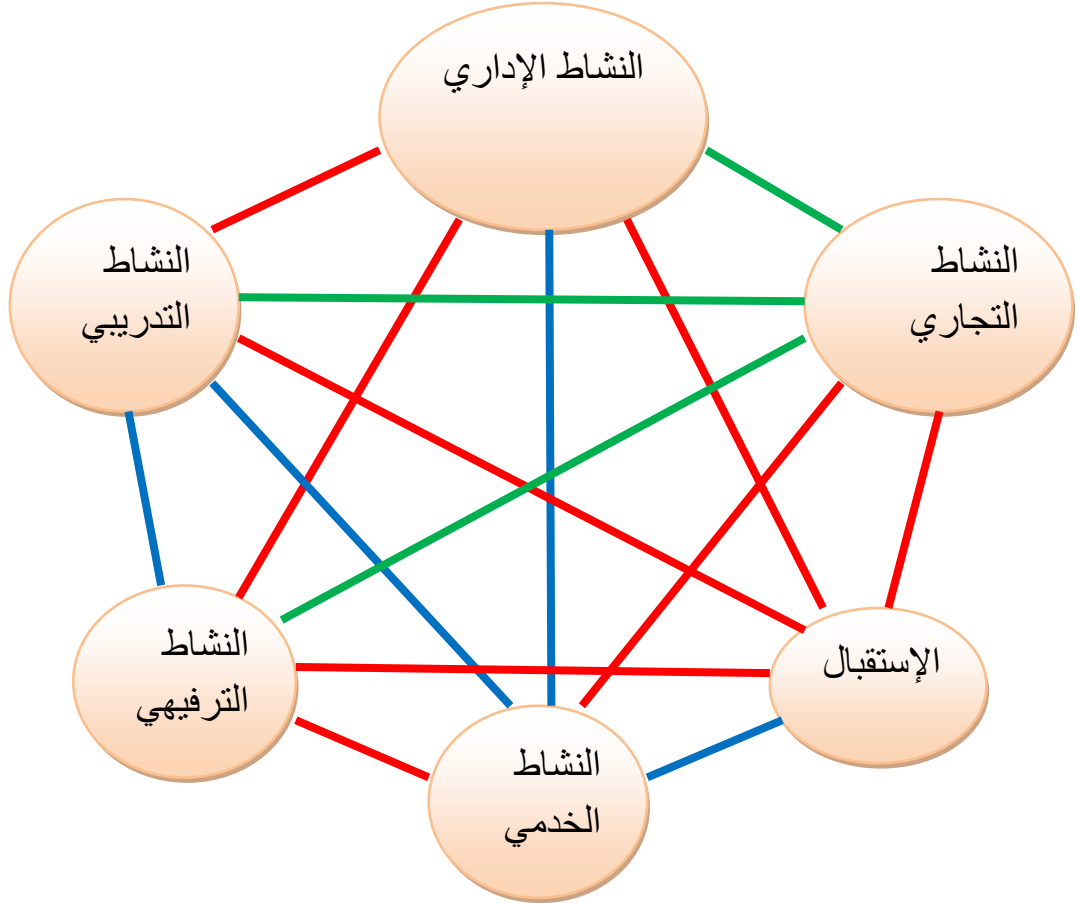 النشاط الإداري
النشاط
التجاري
النشاط
التدريبي
الإستقبال
النشاط
الترفيهي
النشاط
الخدمي